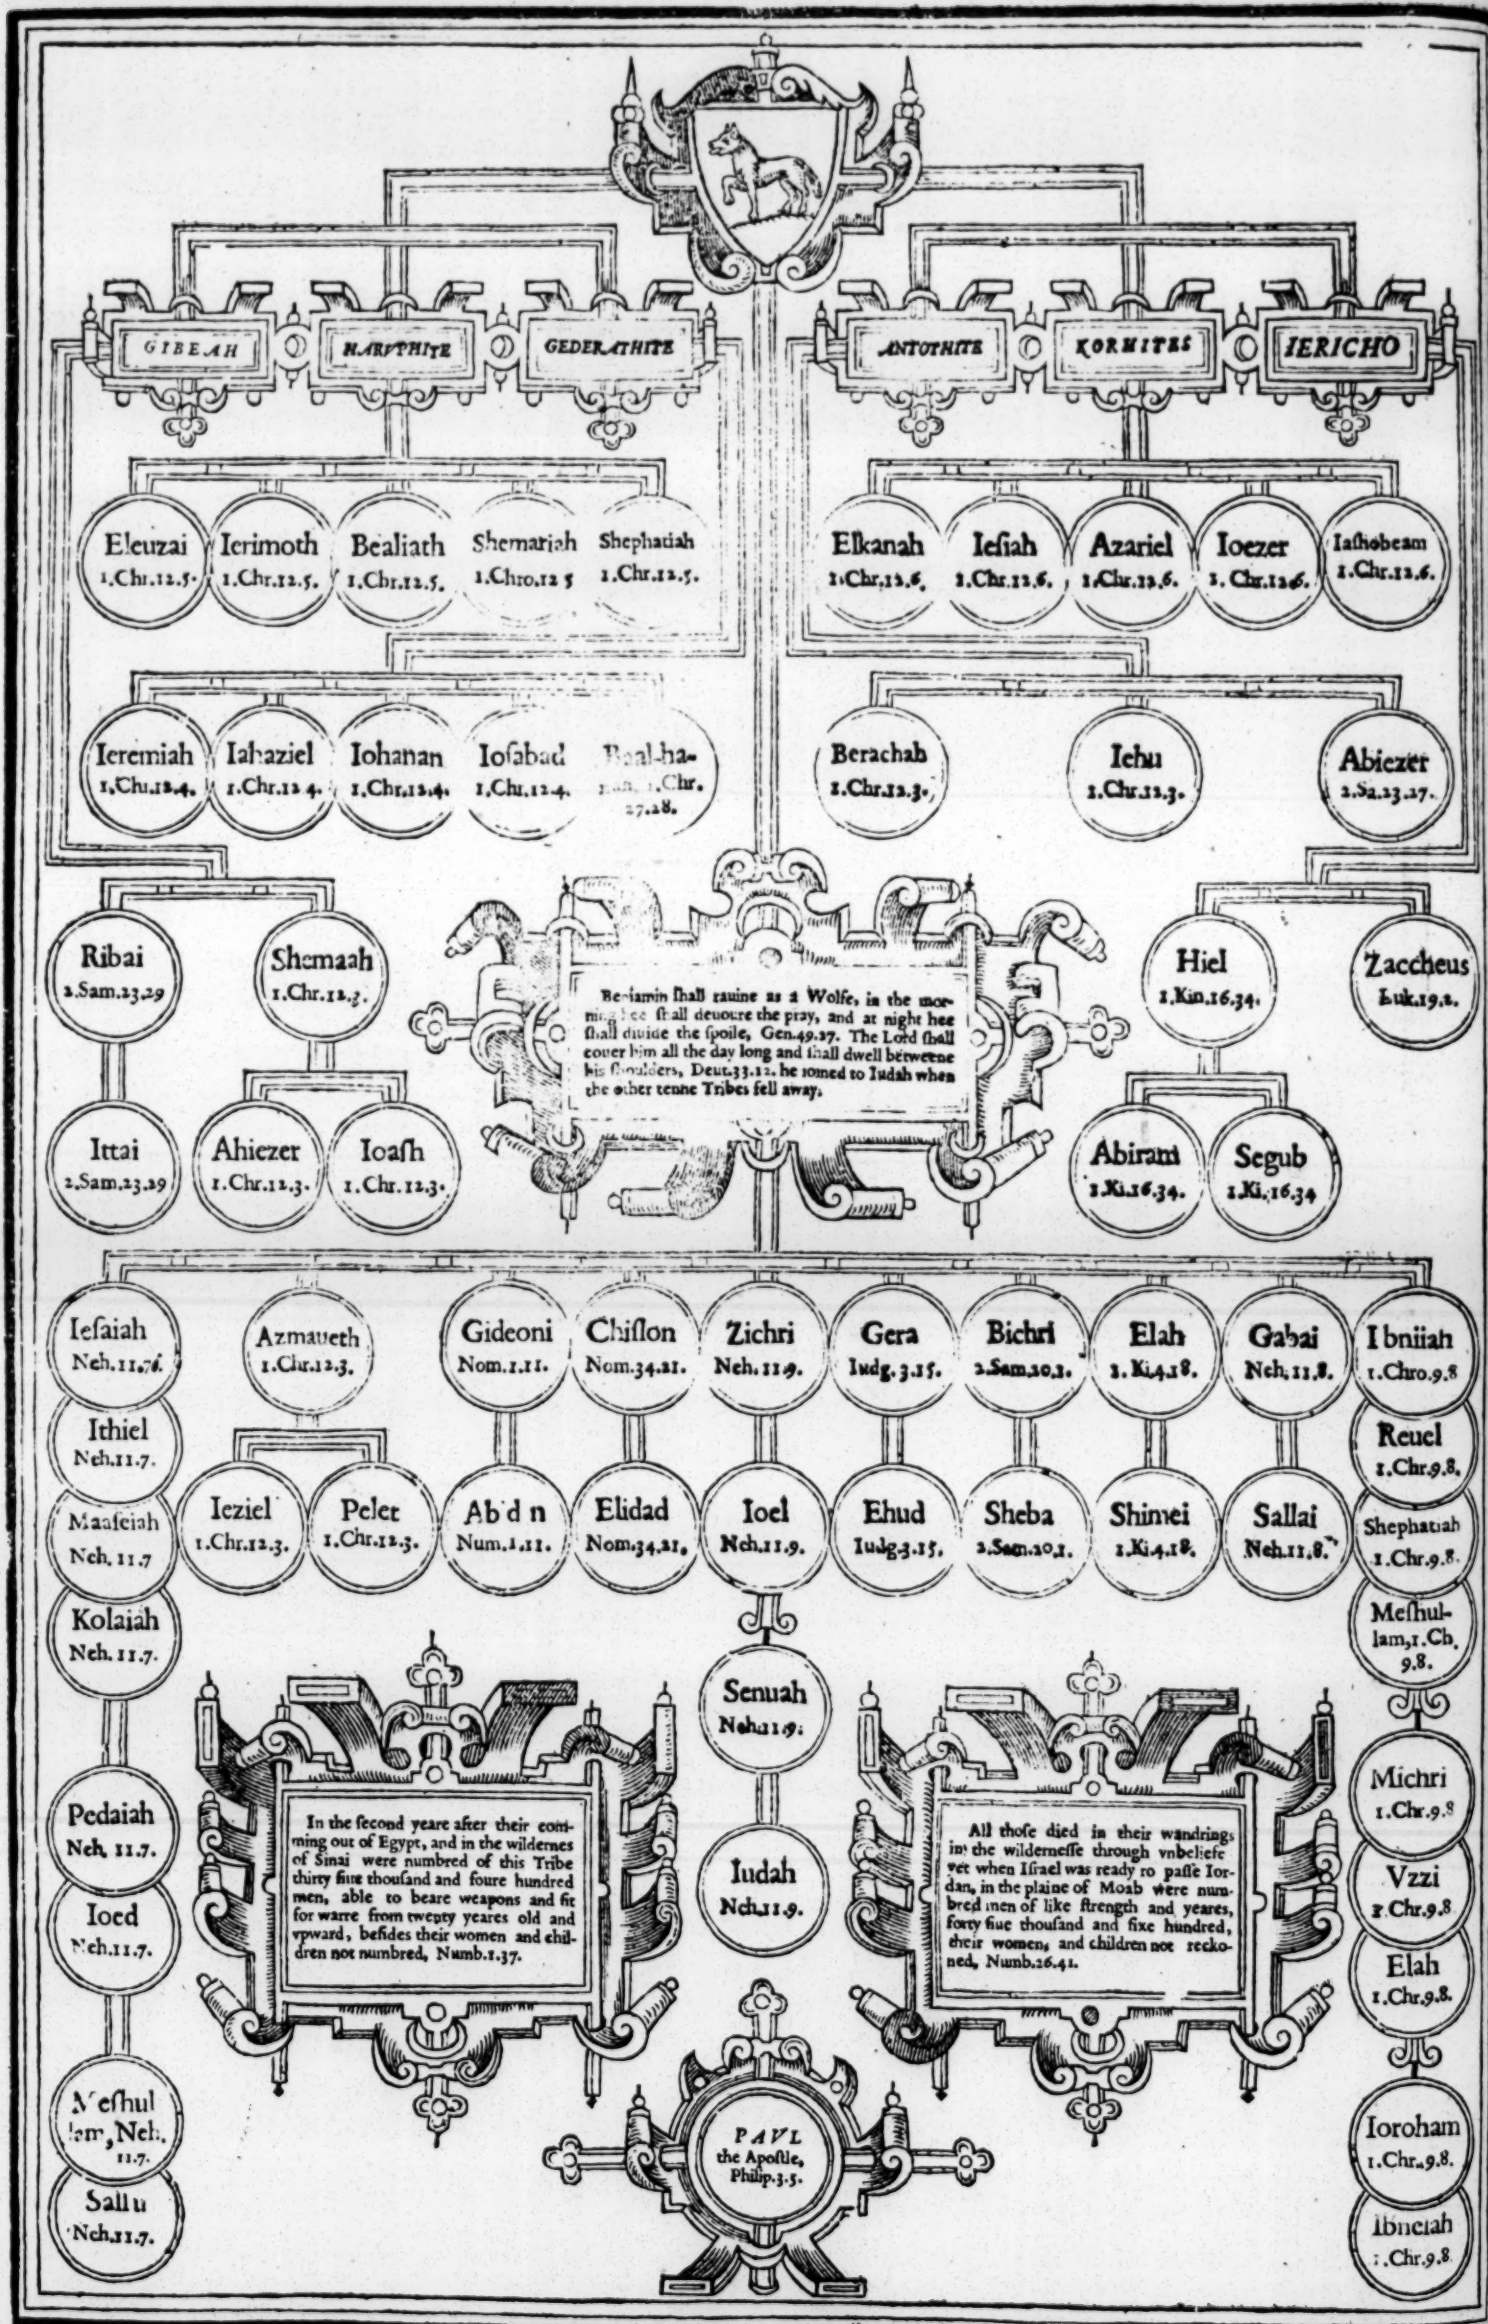 GIBEAH
HARVPHITE
GEDERATHITE
ANTOTHITE
KORHITES
IERICHO
Eleuzai
1.Chr.12.5.
Ierimoth
1.Chr.12.5.
Bealiath
1.Chr.12.5.
Shemariah
1.Chro.12 5
Shephatiah
1.Chr.12.5.
Elkanah
1.Chr.12.6.
Ieſiah
1.Chr.12.6.
Azariel
1.Chr.12.6.
Ioezer
1. Chr.12.6.
Iaſhobeam
1.Chr.12.6.
Ieremiah
1.Chr.12.4.
Iahaziel
1.Chr.12 4.
Iohanan
1.Chr.12.4.
Ioſabad
1.Chr.12.4.
Baal-ha-
1.Chr.
27.28.
Berachah
1.Chr.12.3.
Iehu
1.Chr.12.3.
Abiezer
2.Sa.23.27.
Ribai
2.Sam.23.29
Shemaah
1.Chr.12.3.
Hiel
1.Kin.16.34.
Zaccheus
Luk.19.2.
Beniamin ſhall rauine as a Wolfe, in the mor-
ning hee ſhall deuoure the pray, and at night hee
ſhall diuide the ſpoile, Gen.49.27. The Lord ſhall
couer him all the day long and ſhall dwell betweene
his ſhoulders, Deut.33.12. he ioined to Iudah when
the other tenne Tribes fell away.
Ittai
2.Sam.23.29
Ahiezer
1.Chr.12.3.
Ioaſh
1.Chr.12.3.
Abiram
1.Ki.16.34.
Segub
1.Ki.16.34
Ieſaiah
Neh.11.7.
Azmaueth
1.Chr.12.3.
Gideoni
Nom.1.11.
Chiſlon
Nom.34.21.
Zichri
Neh.11.9.
Gera
Iudg.3.15.
Bichri
2.Sam.20.1.
Elah
1.Ki.4.18.
Gabai
Neh.11.8.
Ibniiah
1.Chro.9.8
Ithiel
Neh.11.7.
Reuel
1.Chr.9.8.
Maaſeiah
Neh.11.7
Ieziel
1.Chr.12.3.
Pelet
1.Chr.12.3.
Abd n
Num.1.11.
Elidad
Nom.34.21.
Ioel
Neh.11.9.
Ehud
Iudg.3.15.
Sheba
2.Sam.20.1.
Shimei
1.Ki.4.18.
Sallai
Neh.11.8.
Shephatiah
1.Chr.9.8.
Kolaiah
Neh.11.7.
Meſhul-
lam,1.Ch.
9.8.
Senuah
Neh.11.9.
Pedaiah
Neh.11.7.
Michri
1.Chr.9.8
In the ſecond yeare after their com-
ming out of Egypt, and in the wildernes
of Sinai were numbred of this Tribe
thirty fiue thouſand and foure hundred
men, able to beare weapons and fit
for warre from twenty yeares old and
vpward, beſides their women and chil-
dren not numbred, Numb.1.37.
All thoſe died in their wandrings
in the wilderneſſe through vnbeliefe
yet when Iſrael was ready to paſſe Ior-
dan, in the plaine of Moab were num-
bred men of like ſtrength and yeares,
forty fiue thouſand and ſixe hundred,
their women, and children not recko-
ned, Numb.26.41.
Iudah
Neh.11.9.
Vzzi
1.Chr.9.8
Ioed
Neh.11.7.
Elah
1.Chr.9.8.
Meſhul
lam,Neh.
11.7.
PAVL
the Apoſtle,
Philip.3.5.
Ioroham
1.Chr.9.8.
Sallu
Neh.11.7.
Ibneiah
1.Chr.9.8